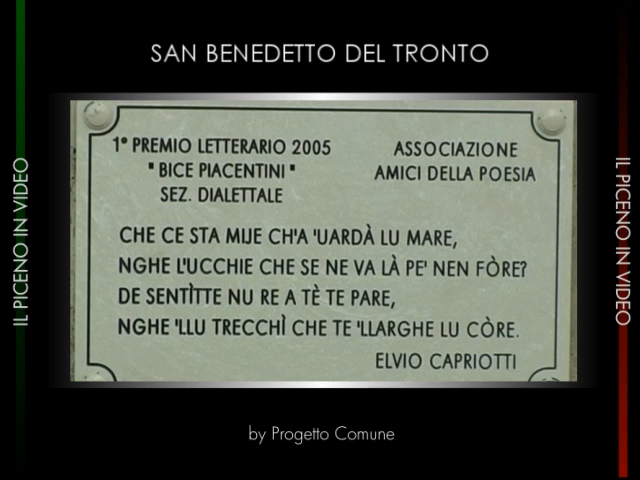 SAN BENEDETTO DEL TRONTO
IL PICENO IN VIDEO
1° PREMIO LETTERARIO 2005
"BICE PIACENTINI"
SEZ. DIALETTALE
ASSOCIAZIONE
AMICI DELLA POESIA
CHE CE STA MIJE CH'A 'UARDÀ LU MARE,
NGHE L'UCCHIE CHE SE NE VA LÀ PE' NEN FÒRE?
DE SENTÌTTE NU RE A TÈ TE PARE,
NGHE 'LLU TRECCHÌ CHE TE 'LLARGHE LU CÒRE.
ELVIO CAPRIOTTI
IL PICENO IN VIDEO
by Progetto Comune